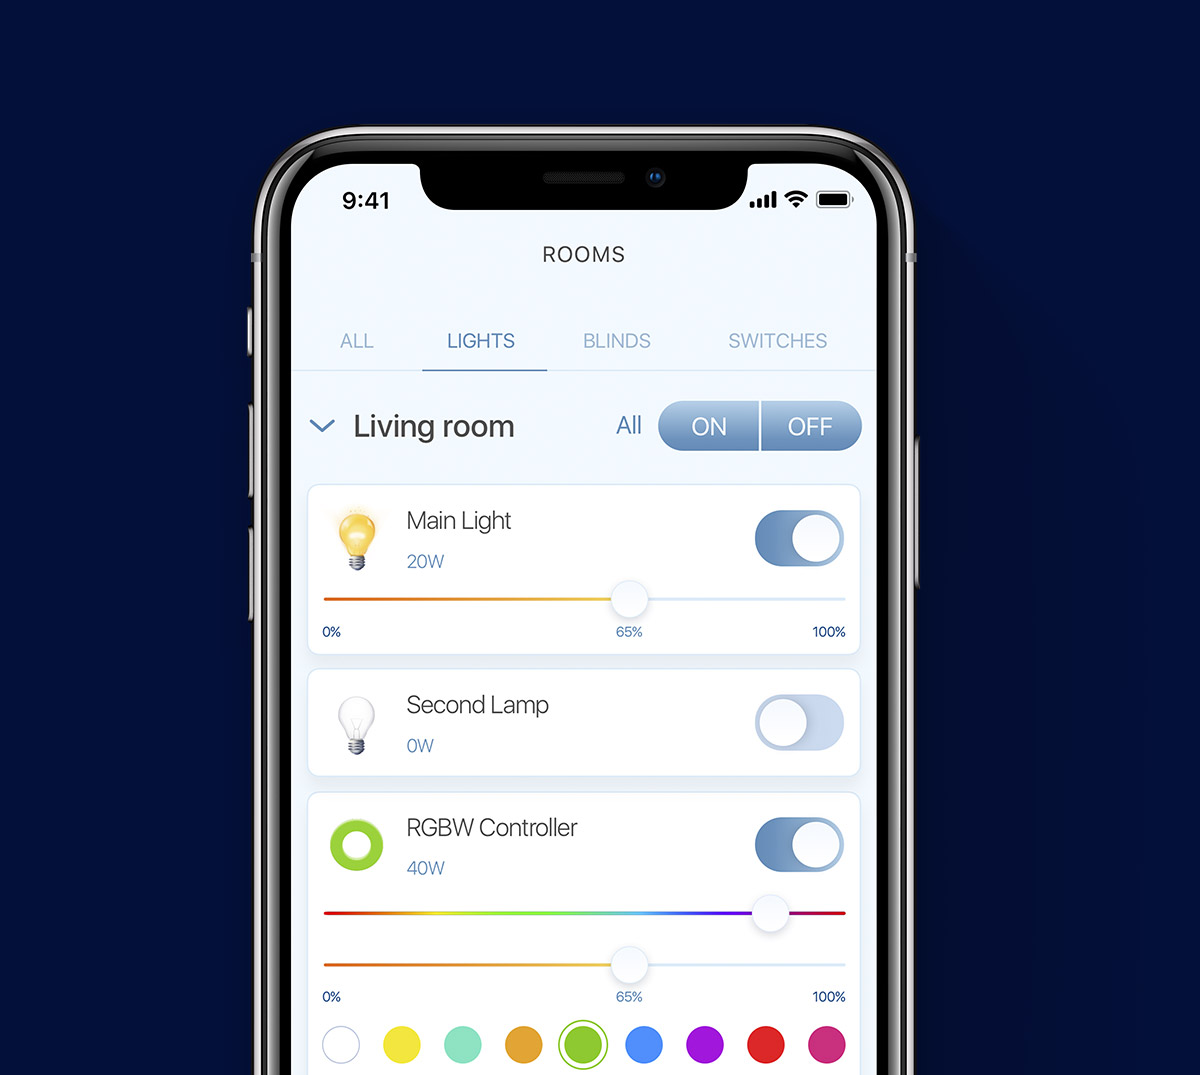 9:41
ROOMS
ALL LIGHTS BLINDS SWITCHES
Living room All ON OFF
Main Light
20W
0% 65% 100%
Second Lamp
0W
RGBW Controller
40W
0% 65% 100%